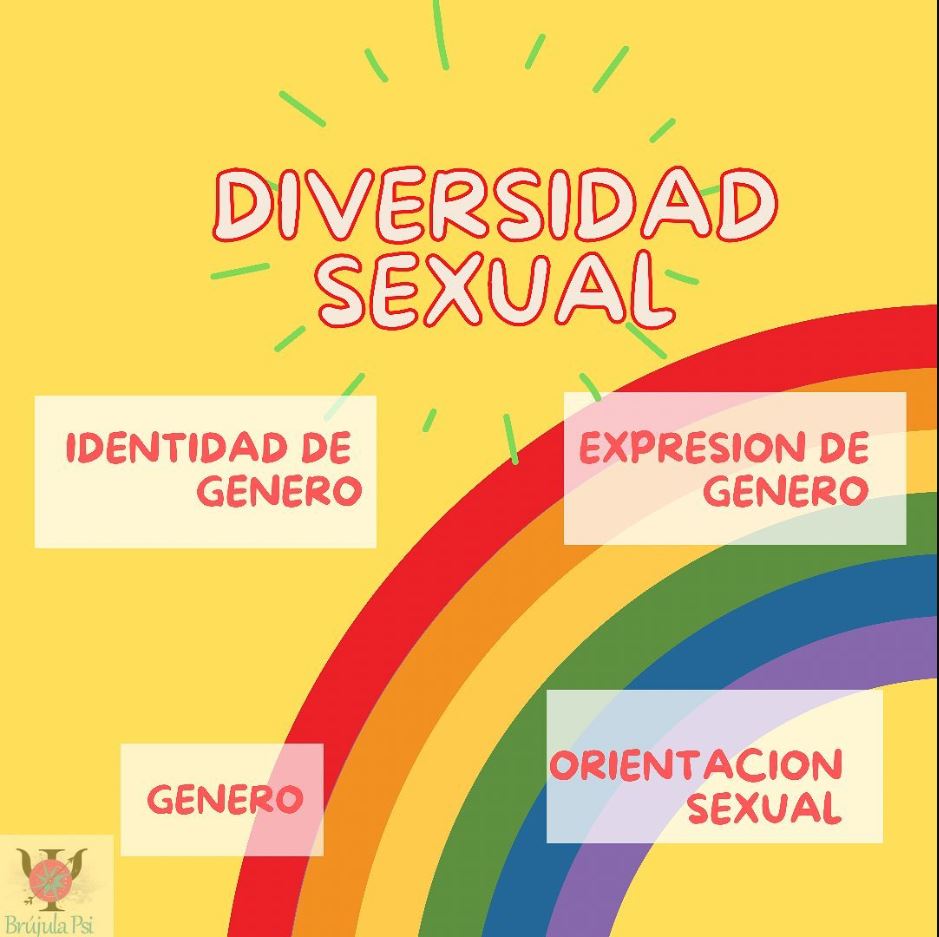 DIVERSIDAD
SEXUAL
IDENTIDAD DE
GENERO
EXPRESION DE
GENERO
GENERO
ORIENTACION
SEXUAL
Brújula Psi